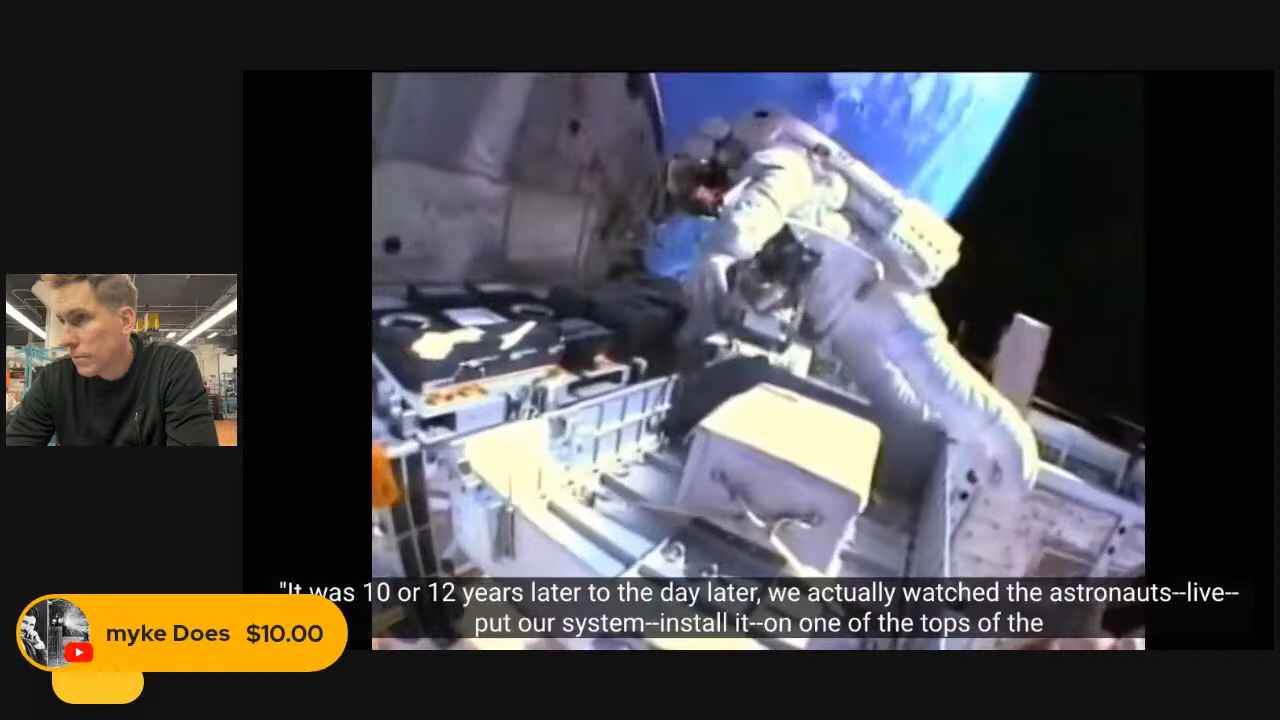 "It was 10 or 12 years later to the day later, we actually watched the astronauts--live--
put our system--install it--on one of the tops of the
myke Does $10.00